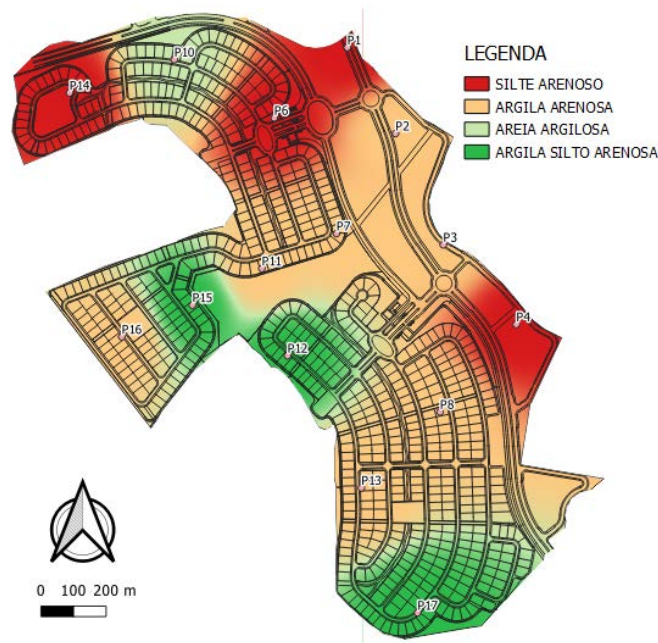 P1
LEGENDA
P10
SILTE ARENOSO
P14
ARGILA ARENOSA
P6
AREIA ARGILOSA
P2
ARGILA SILTO ARENOSA
P7
P3
P11
P15
P4
P16
P12
P8
P13
0 100 200 m
P17